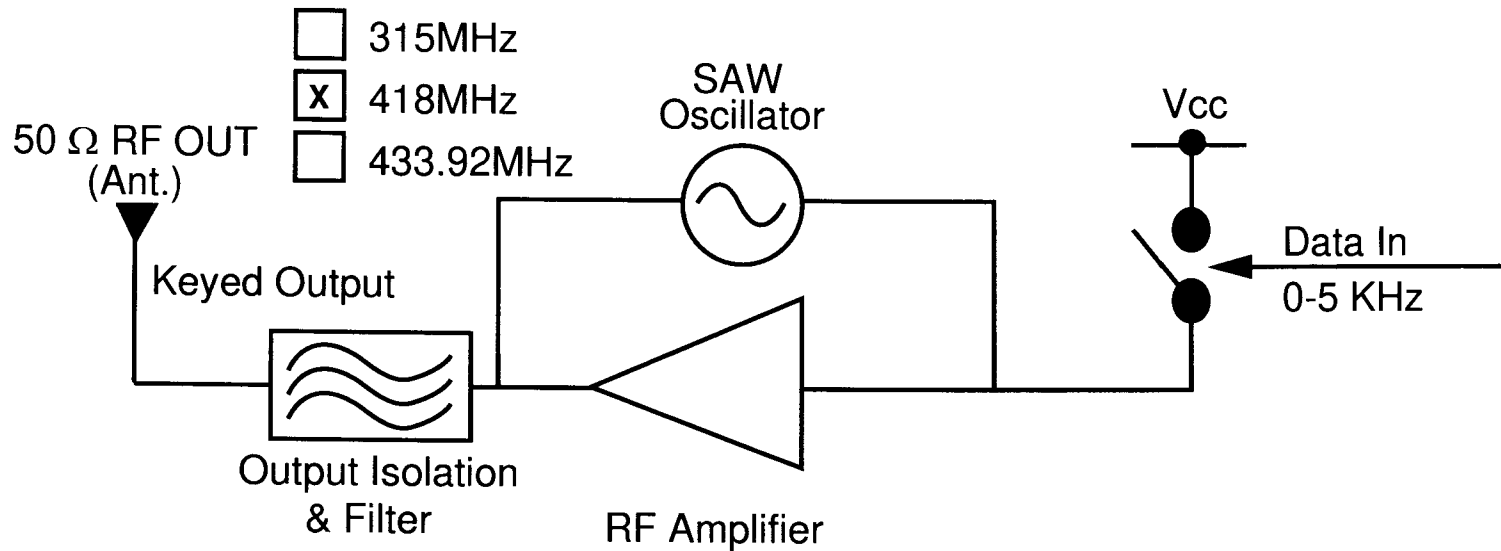 315MHz
X 418MHz
433.92MHz
50 Ω RF OUT
(Ant.)
SAW
Oscillator
Vcc
Keyed Output
Data In
0-5 KHz
Output Isolation
& Filter
RF Amplifier